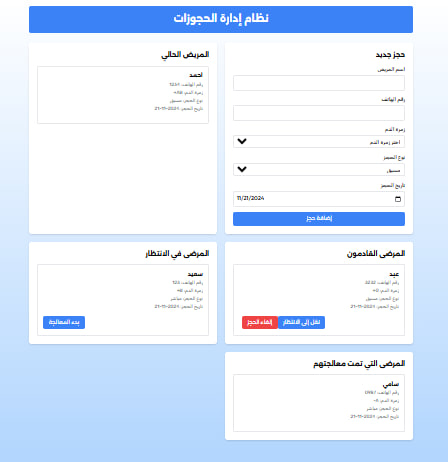 نظام إدارة الحجوزات
حجز جديد
اسم المريض
رقم الهاتف
زمرة الدم
اختر زمرة الدم
نوع الحجز
مسبق
تاريخ الحجز
11/21/2024
إضافة حجز
المريض الحالي
احمد
رقم الهاتف:
زمرة الدم: AB+
نوع الحجز: مسبق
تاريخ الحجز: 2024-11-21
المرضى القادمون
عبد
رقم الهاتف: 3232
زمرة الدم: O+
نوع الحجز: مسبق
تاريخ الحجز: 2024-11-21
نقل إلى الانتظار
إلغاء الحجز
المرضى في الانتظار
سعيد
رقم الهاتف: 123
زمرة الدم: B+
نوع الحجز: مباشر
تاريخ الحجز: 2024-11-21
بدء المعالجة
المرضى التي تمت معالجتهم
سامي
رقم الهاتف: 0987
زمرة الدم:
نوع الحجز: مباشر
تاريخ الحجز: 2024-11-21